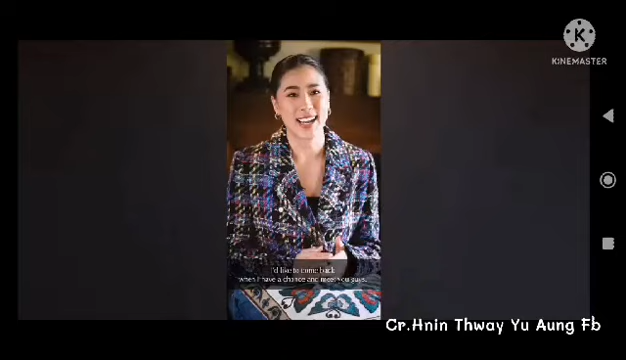 KINEMASTER
I'd like to come back
when I have a chance and meet you guys.
Cr.Hnin Thway Yu Aung Fb